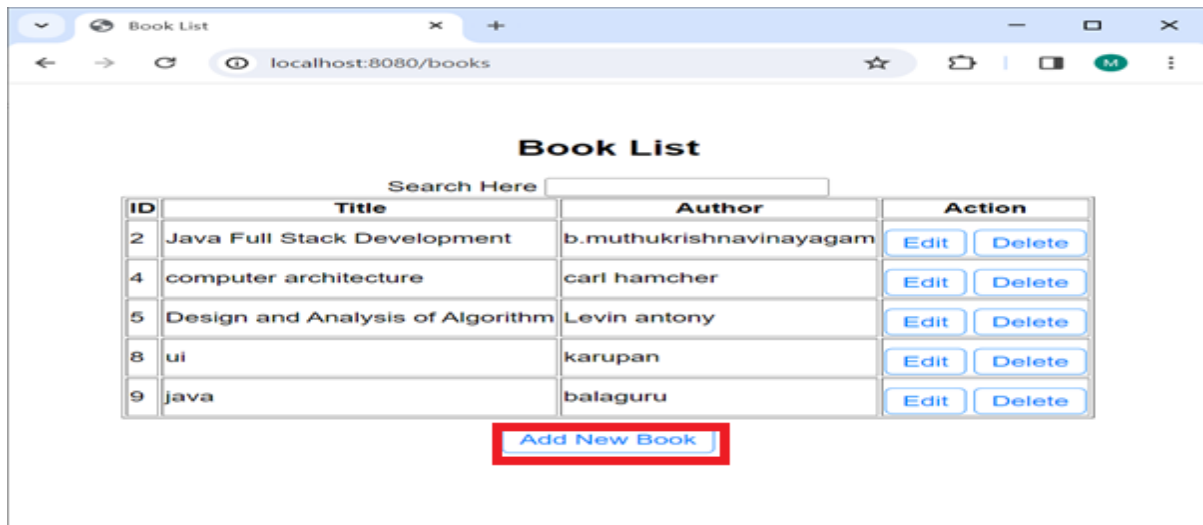 Book List
localhost:8080/books
M
Book List
Search Here
ID Title Author Action
2 Java Full Stack Development b.muthukrishnavinayagam Edit Delete
4 computer architecture carl hamcher Edit Delete
5 Design and Analysis of Algorithm Levin antony Edit Delete
8 ui karupan Edit Delete
9 java balaguru Edit Delete
Add New Book